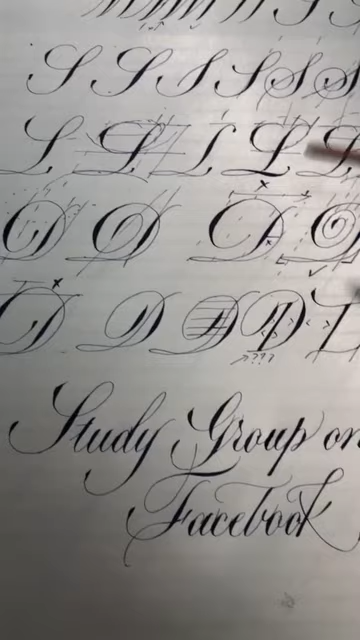 S S S S S S
L L L L L
D D D D
D D D D
???
Study Group on
Facebook